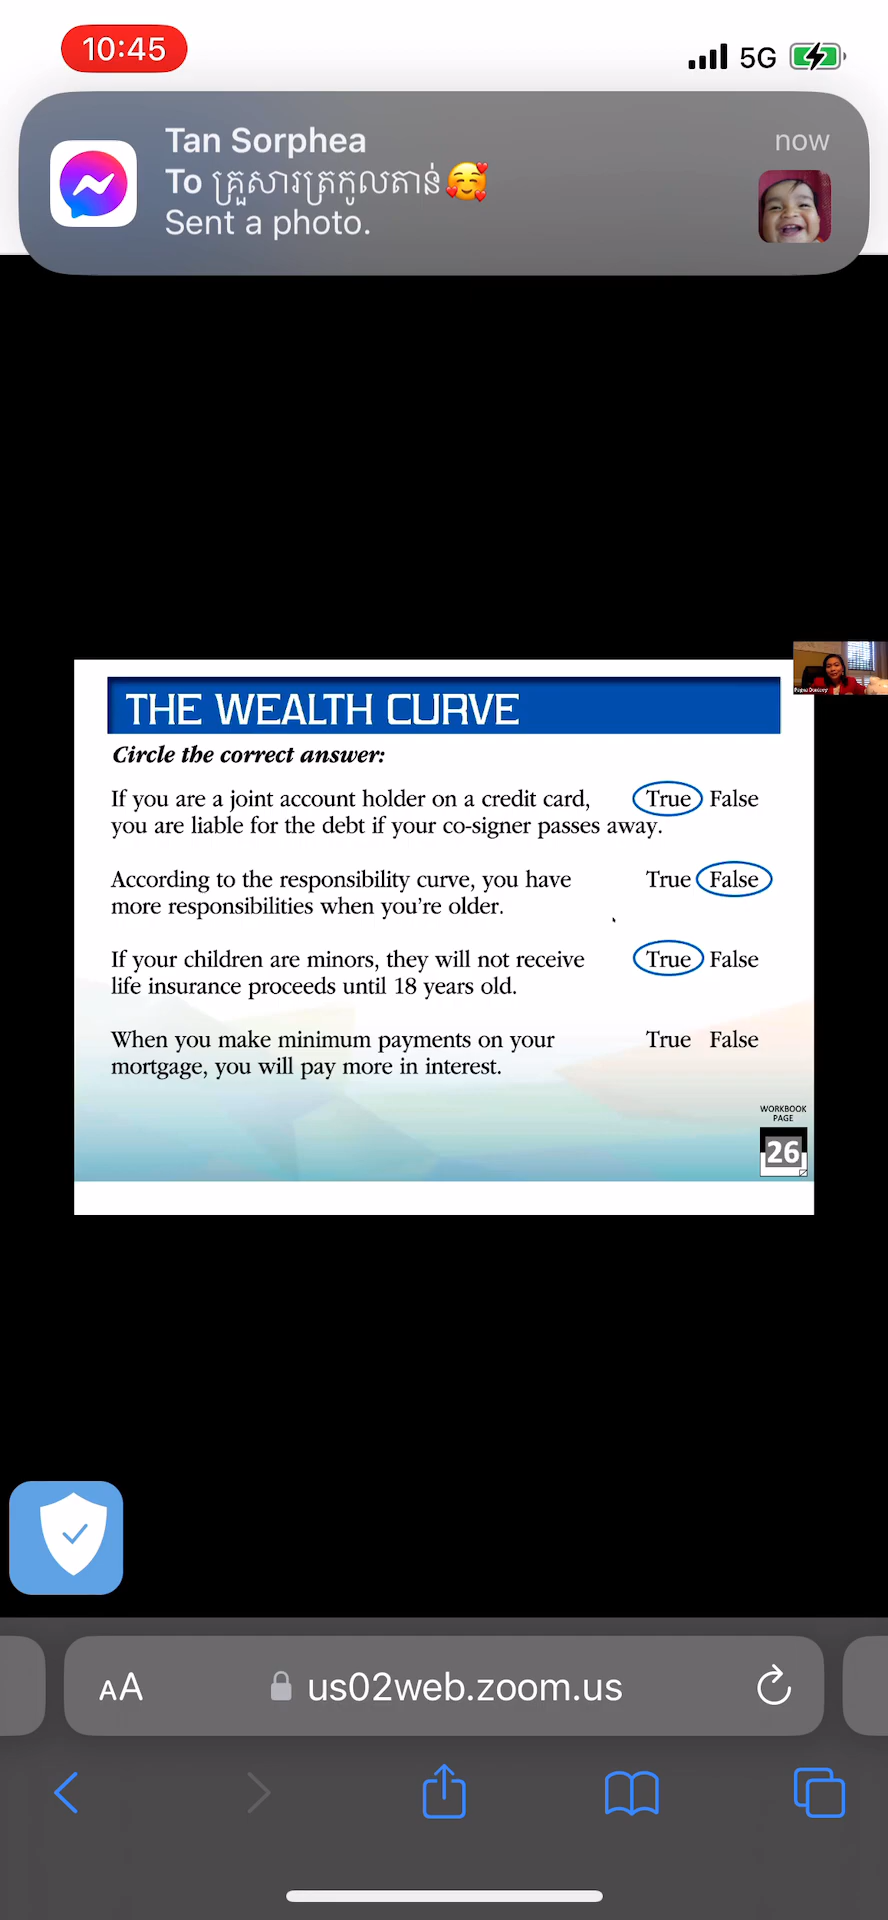 10:45
5G
Tan Sorphea
now
To គ្រួសារត្រកូលតាន់🥰
Sent a photo.
THE WEALTH CURVE
Circle the correct answer:
If you are a joint account holder on a credit card, True False
you are liable for the debt if your co-signer passes away.
According to the responsibility curve, you have True False
more responsibilities when you're older.
If your children are minors, they will not receive True False
life insurance proceeds until 18 years old.
When you make minimum payments on your True False
mortgage, you will pay more in interest.
WORKBOOK
PAGE
26
AA
us02web.zoom.us